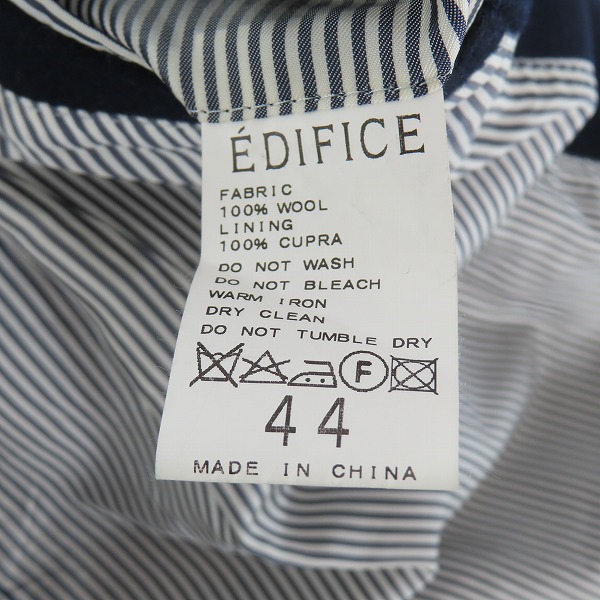 ÉDIFICE
FABRIC
100% WOOL
LINING
100% CUPRA
DO NOT WASH
DO NOT BLEACH
WARM IRON
DRY CLEAN
DO NOT TUMBLE DRY
F
44
MADE IN CHINA